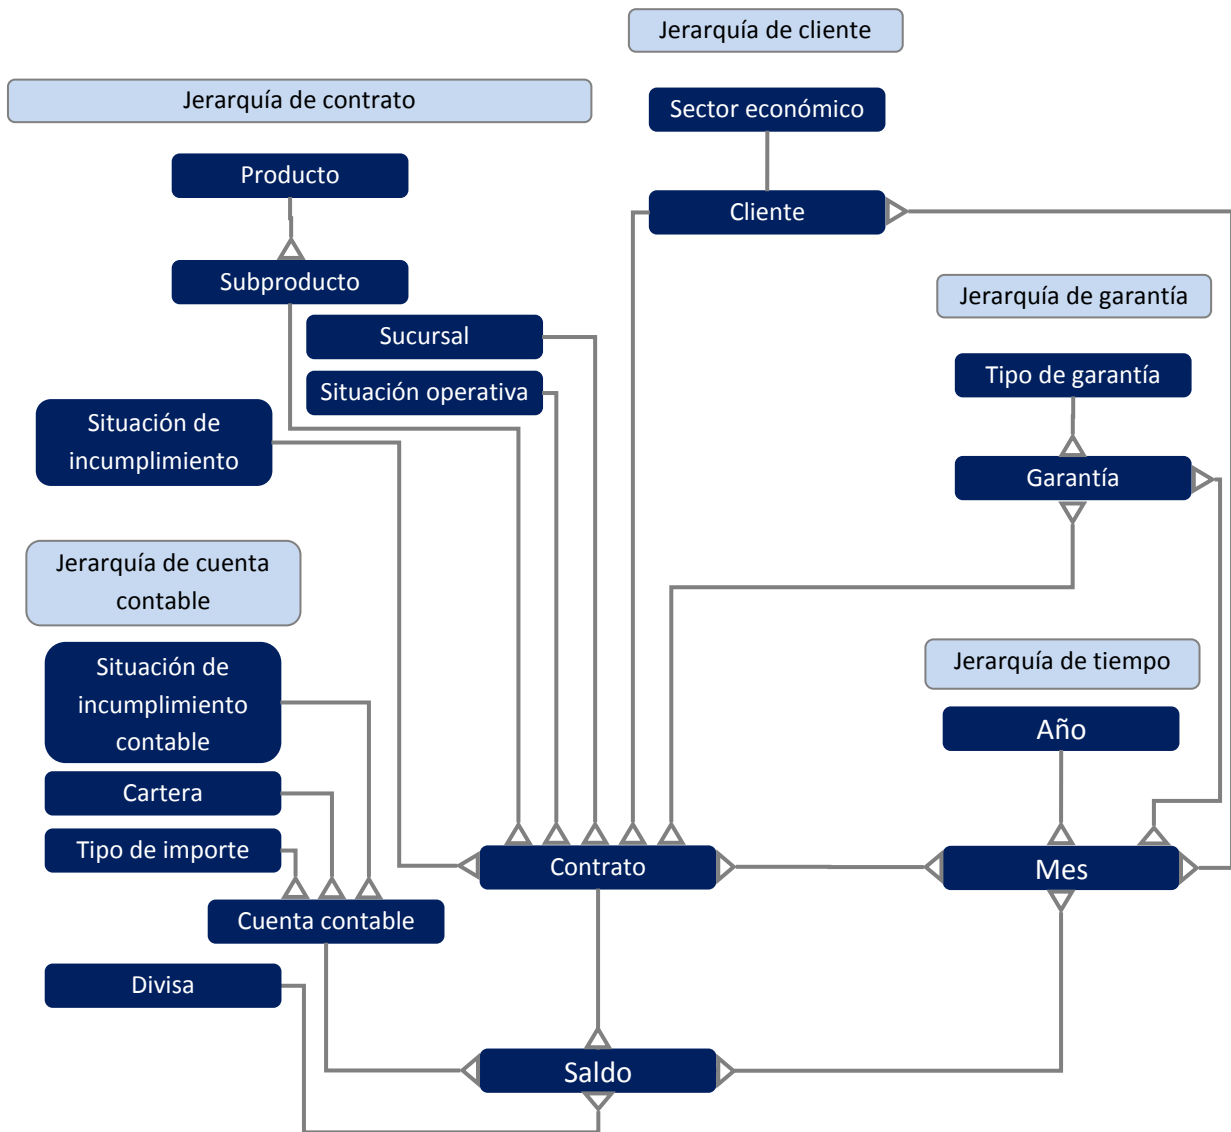 Jerarquía de cliente
Jerarquía de contrato
Sector económico
Producto
Cliente
Subproducto
Jerarquía de garantía
Sucursal
Tipo de garantía
Situación operativa
Situación de
incumplimiento
Garantía
Jerarquía de cuenta
contable
Jerarquía de tiempo
Situación de
incumplimiento
contable
Año
Cartera
Tipo de importe
Contrato
Mes
Cuenta contable
Divisa
Saldo